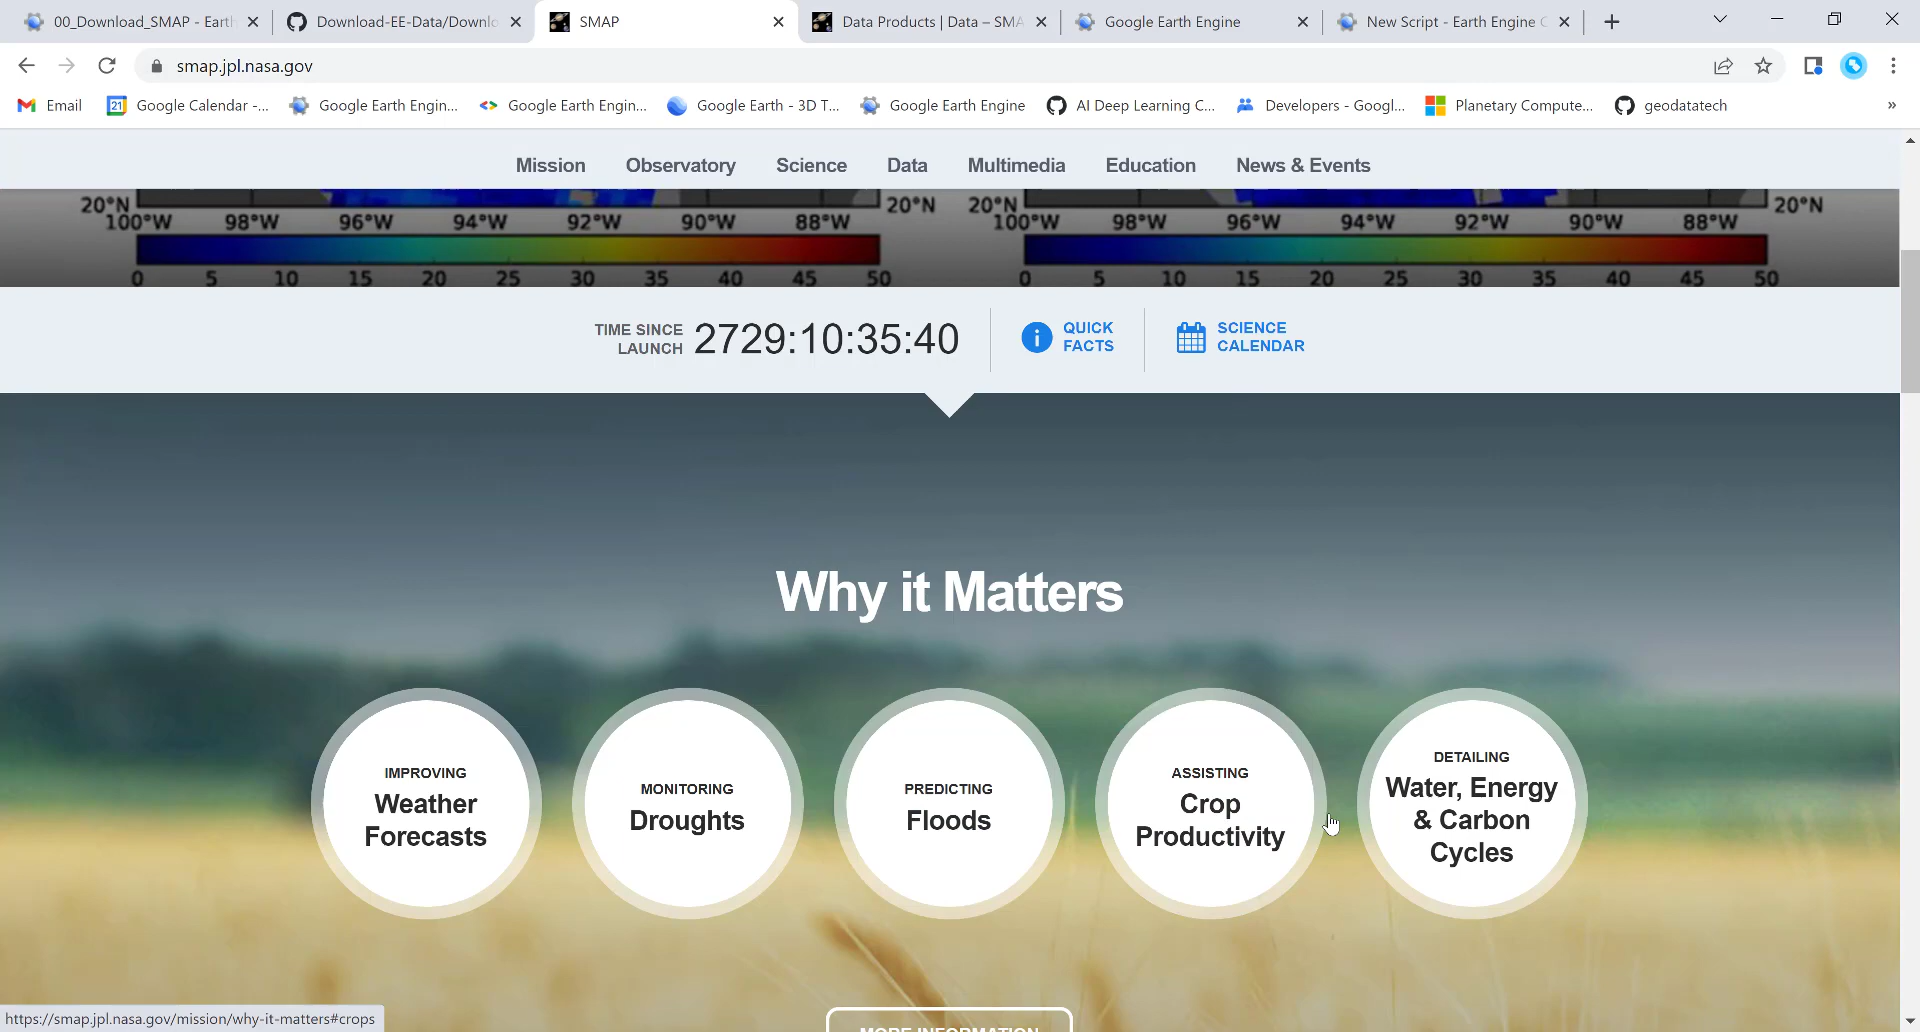 00_Download_SMAP - Earth
Download-EE-Data/Downlo
SMAP
Data Products | Data – SMA
Google Earth Engine
New Script - Earth Engine C
smap.jpl.nasa.gov
Email
21
Google Calendar -...
Google Earth Engin...
Google Earth Engin...
Google Earth - 3D T...
Google Earth Engine
AI Deep Learning C...
Developers - Googl...
Planetary Compute...
geodatatech
»
Mission
Observatory
Science
Data
Multimedia
Education
News & Events
20°N 20°N 20°N 20°N
100°W 98°W 96°W 94°W 92°W 90°W 88°W 100°W 98°W 96°W 94°W 92°W 90°W 88°W
0 5 10 15 20 25 30 35 40 45 50 0 5 10 15 20 25 30 35 40 45 50
TIME SINCE
LAUNCH
2729:10:35:40
QUICK
FACTS
SCIENCE
CALENDAR
Why it Matters
IMPROVING
Weather
Forecasts
MONITORING
Droughts
PREDICTING
Floods
ASSISTING
Crop
Productivity
DETAILING
Water, Energy
& Carbon
Cycles
MORE INFORMATION
https://smap.jpl.nasa.gov/mission/why-it-matters#crops